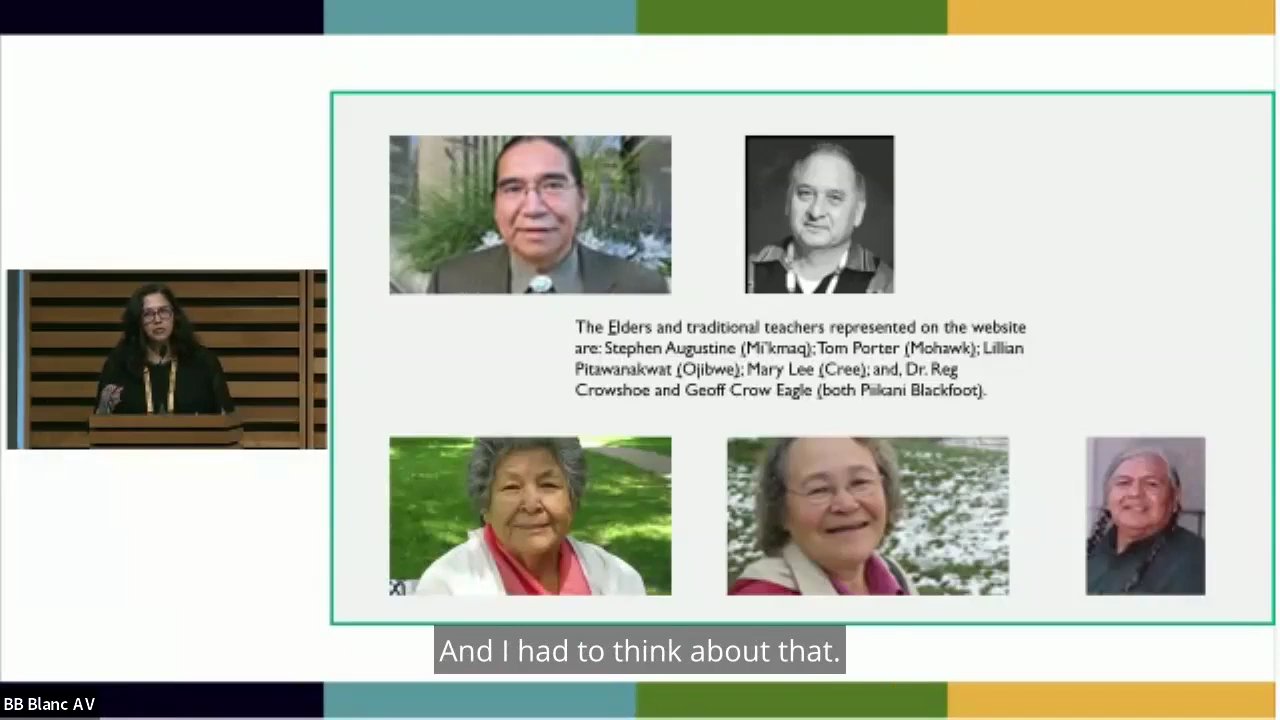 The Elders and traditional teachers represented on the website
are: Stephen Augustine (Mi'kmaq); Tom Porter (Mohawk); Lillian
Pitawanakwat (Ojibwe); Mary Lee (Cree); and, Dr. Reg
Crowshoe and Geoff Crow Eagle (both Piikani Blackfoot).
And I had to think about that.
BB Blanc AV